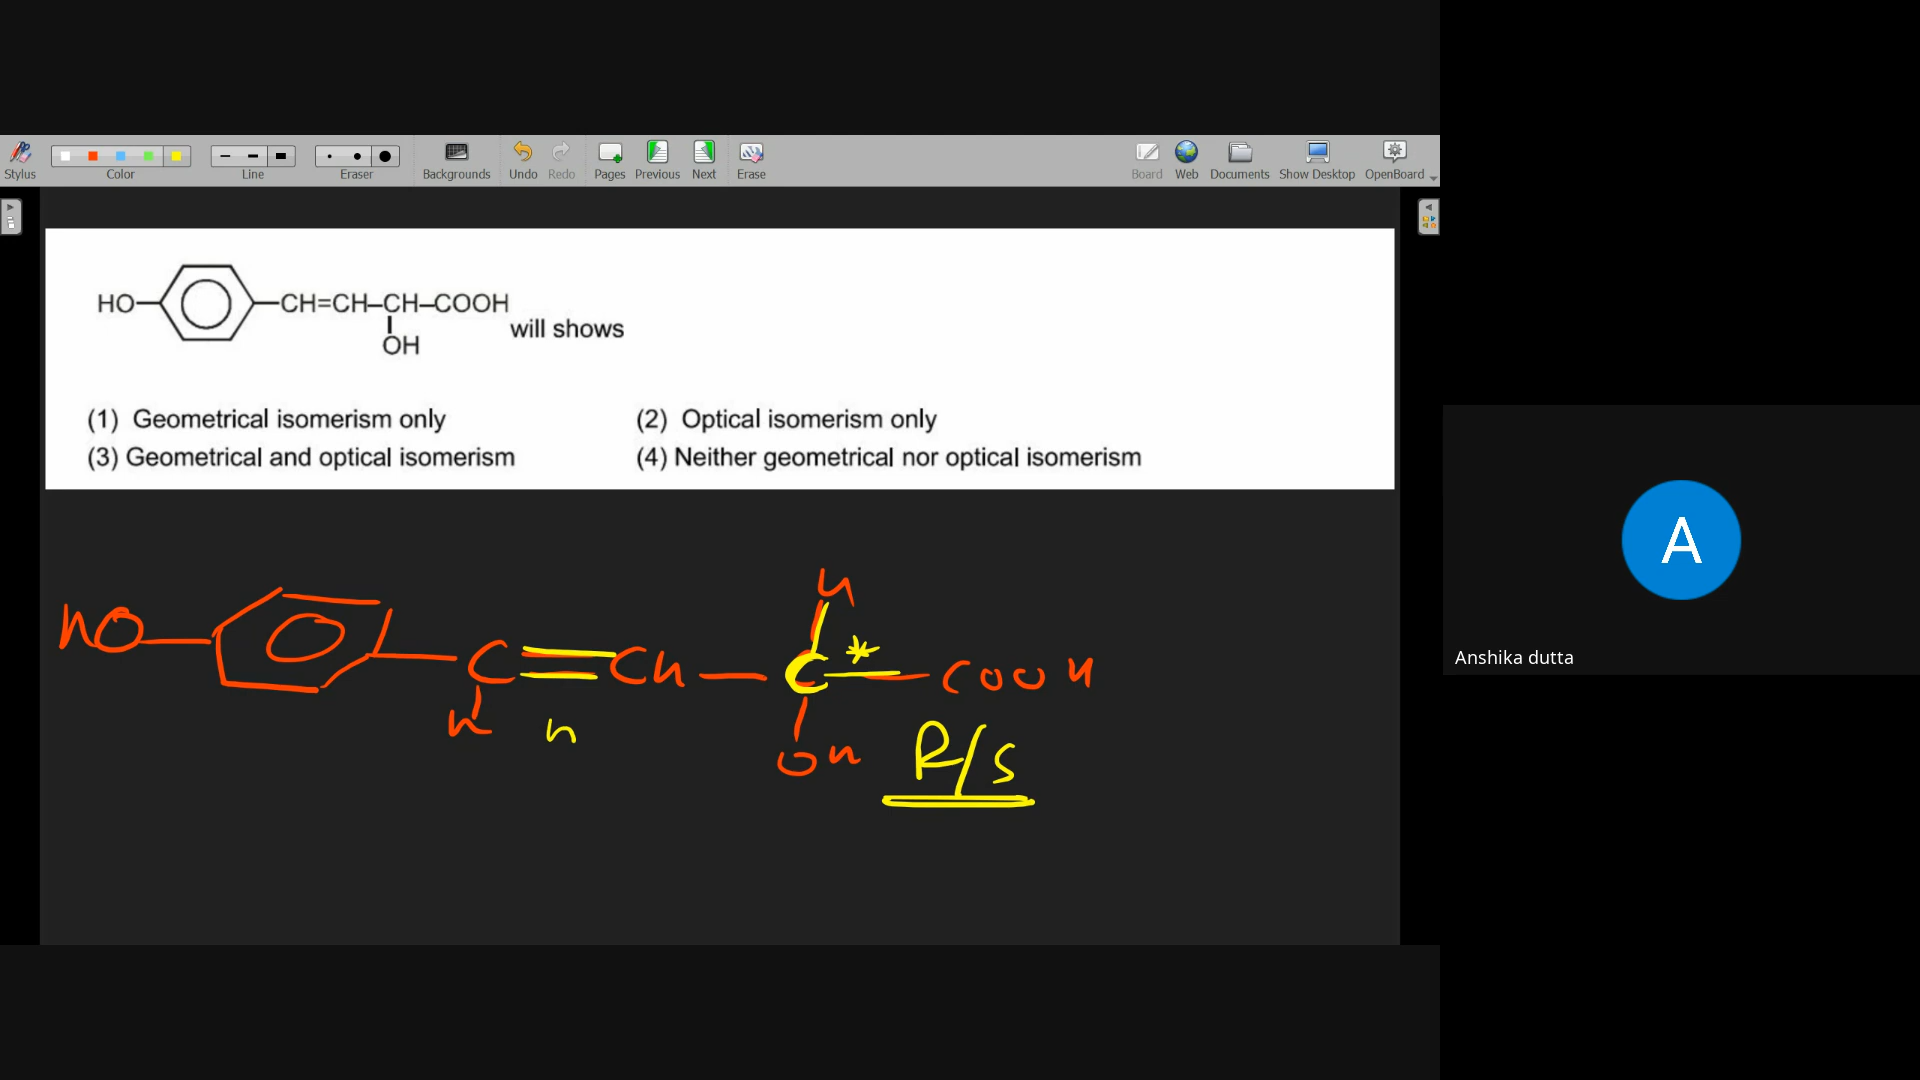 Stylus Color Line Eraser Backgrounds Undo Redo Pages Previous Next Erase Board Web Documents Show Desktop OpenBoard
HO–CH=CH–CH–COOH
OH
will shows
(1) Geometrical isomerism only
(2) Optical isomerism only
(3) Geometrical and optical isomerism
(4) Neither geometrical nor optical isomerism
H
HO C=CH–C* COOH
H H OH R/S
A
Anshika dutta